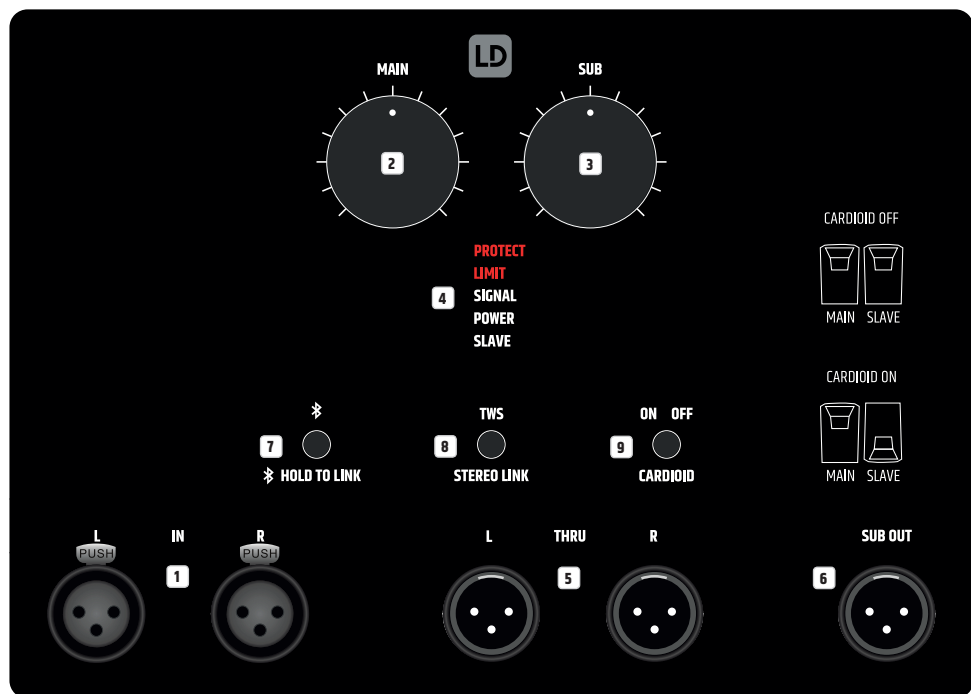 LD
MAIN
SUB
2
3
PROTECT
LIMIT
4
SIGNAL
POWER
SLAVE
CARDIOID OFF
MAIN SLAVE
CARDIOID ON
MAIN SLAVE
TWS
ON OFF
7
8
9
HOLD TO LINK
STEREO LINK
CARDIOID
L IN R
PUSH
PUSH
1
L THRU R
5
SUB OUT
6